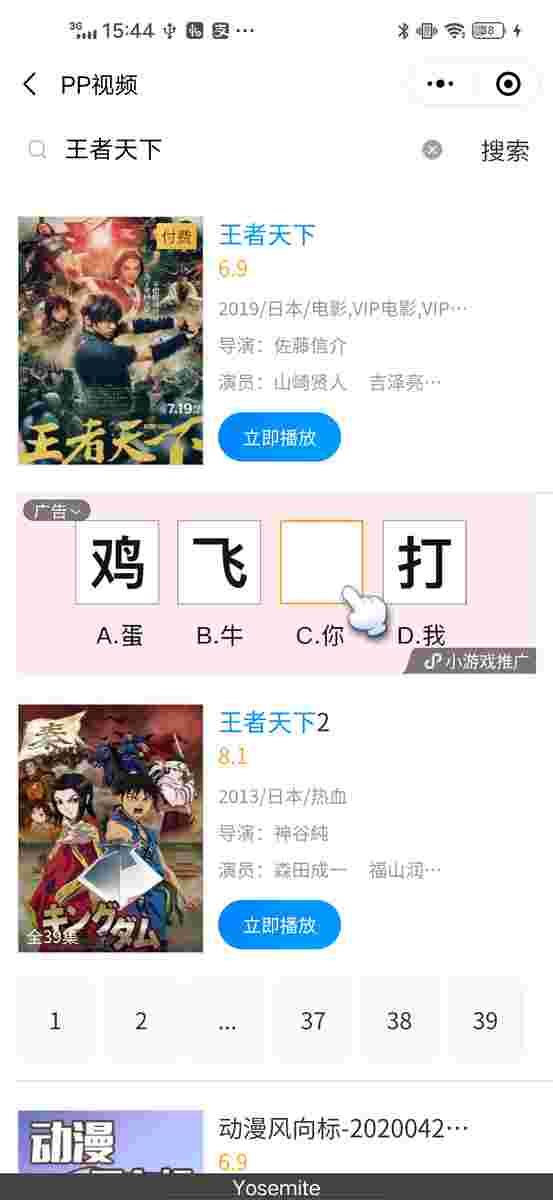 3G 15:44 ···
PP视频
王者天下
搜索
付费
7.19
王者天下
王者天下
6.9
2019/日本/电影,VIP电影,VIP···
导演：佐藤信介
演员：山崎贤人 吉泽亮···
立即播放
广告
鸡 飞 打
A.蛋 B.牛 C.你 D.我
小游戏推广
秦
キングダム
全39集
王者天下2
8.1
2013/日本/热血
导演：神谷純
演员：森田成一 福山润···
立即播放
1 2 ... 37 38 39
动漫
动漫风向标-2020042···
6.9
Yosemite